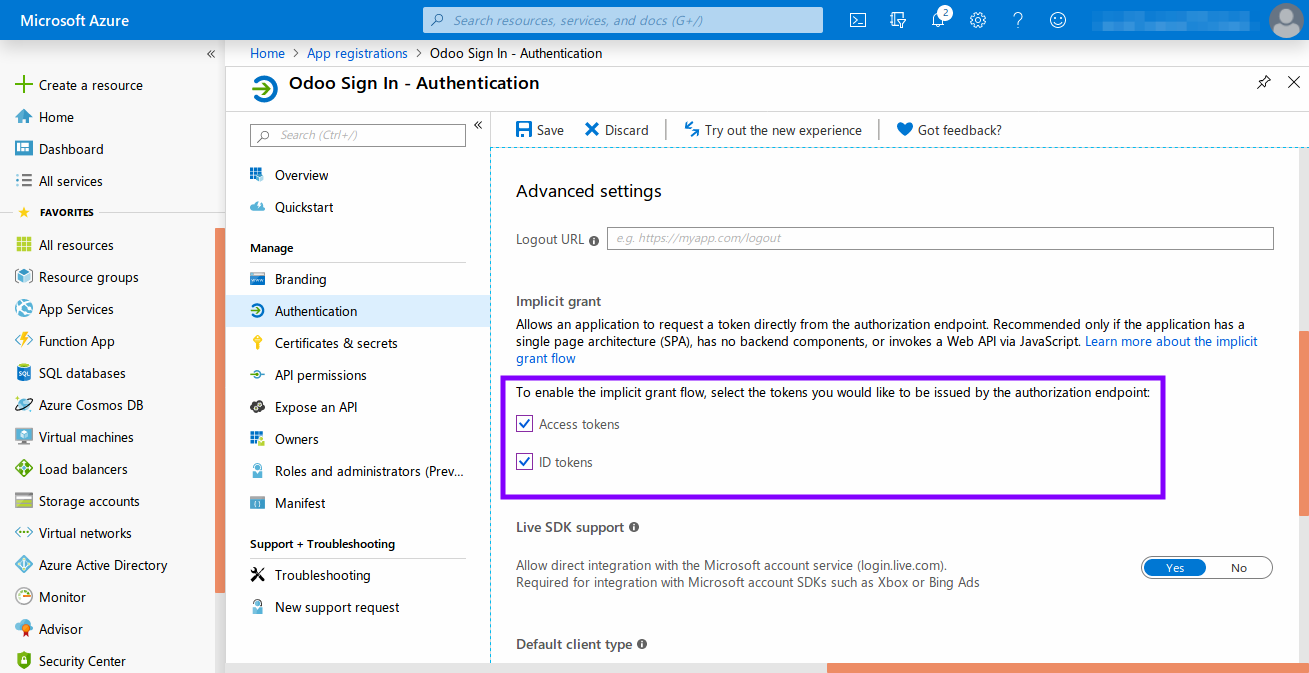 Microsoft Azure
Search resources, services, and docs (G+/)
2
Home > App registrations > Odoo Sign In - Authentication
Odoo Sign In - Authentication
Create a resource
Home
Dashboard
All services
FAVORITES
All resources
Resource groups
App Services
Function App
SQL databases
Azure Cosmos DB
Virtual machines
Load balancers
Storage accounts
Virtual networks
Azure Active Directory
Monitor
Advisor
Security Center
Search (Ctrl+/)
Overview
Quickstart
Manage
Branding
Authentication
Certificates & secrets
API permissions
Expose an API
Owners
Roles and administrators (Prev...
Manifest
Support + Troubleshooting
Troubleshooting
New support request
Save
Discard
Try out the new experience
Got feedback?
Advanced settings
Logout URL
e.g. https://myapp.com/logout
Implicit grant
Allows an application to request a token directly from the authorization endpoint. Recommended only if the application has a
single page architecture (SPA), has no backend components, or invokes a Web API via JavaScript. Learn more about the implicit
grant flow
To enable the implicit grant flow, select the tokens you would like to be issued by the authorization endpoint:
Access tokens
ID tokens
Live SDK support
Allow direct integration with the Microsoft account service (login.live.com).
Required for integration with Microsoft account SDKs such as Xbox or Bing Ads
Yes
No
Default client type